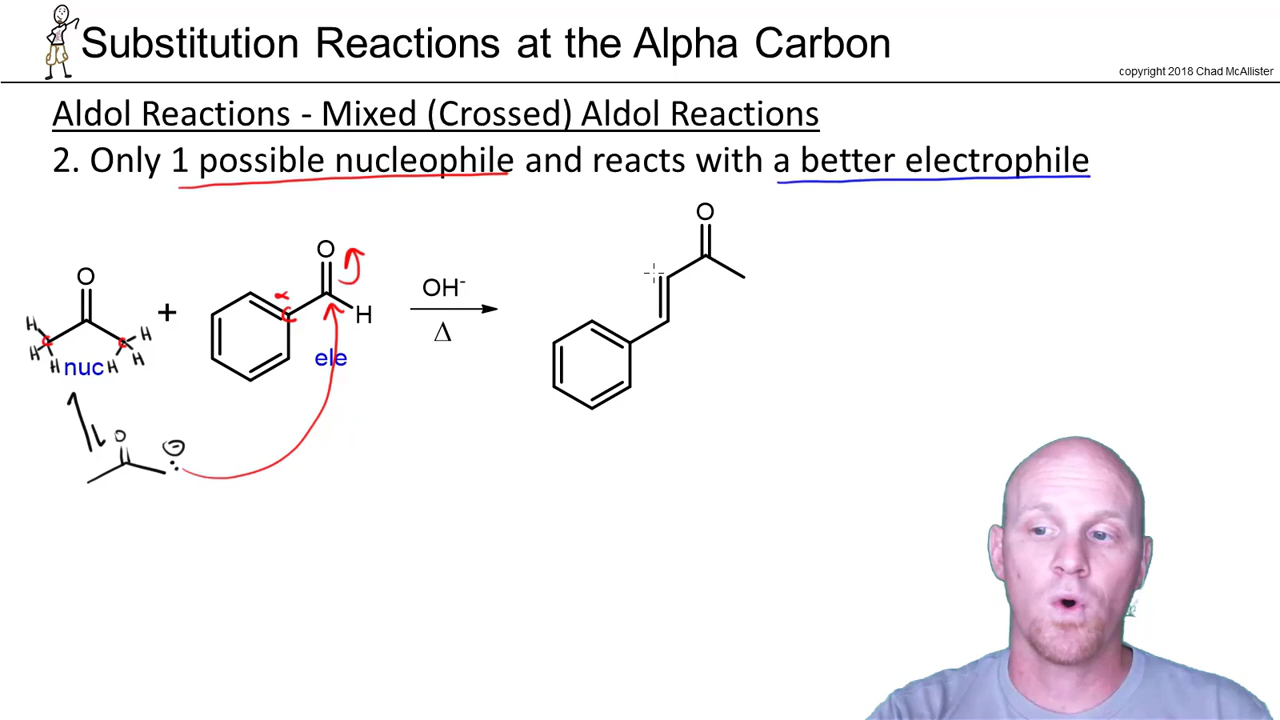 Substitution Reactions at the Alpha Carbon
copyright 2018 Chad McAllister
Aldol Reactions - Mixed (Crossed) Aldol Reactions
2. Only 1 possible nucleophile and reacts with a better electrophile
O
O
O
H H
H H
H H
nuc
+
α
C
H
ele
OH-
Δ
O
⊖